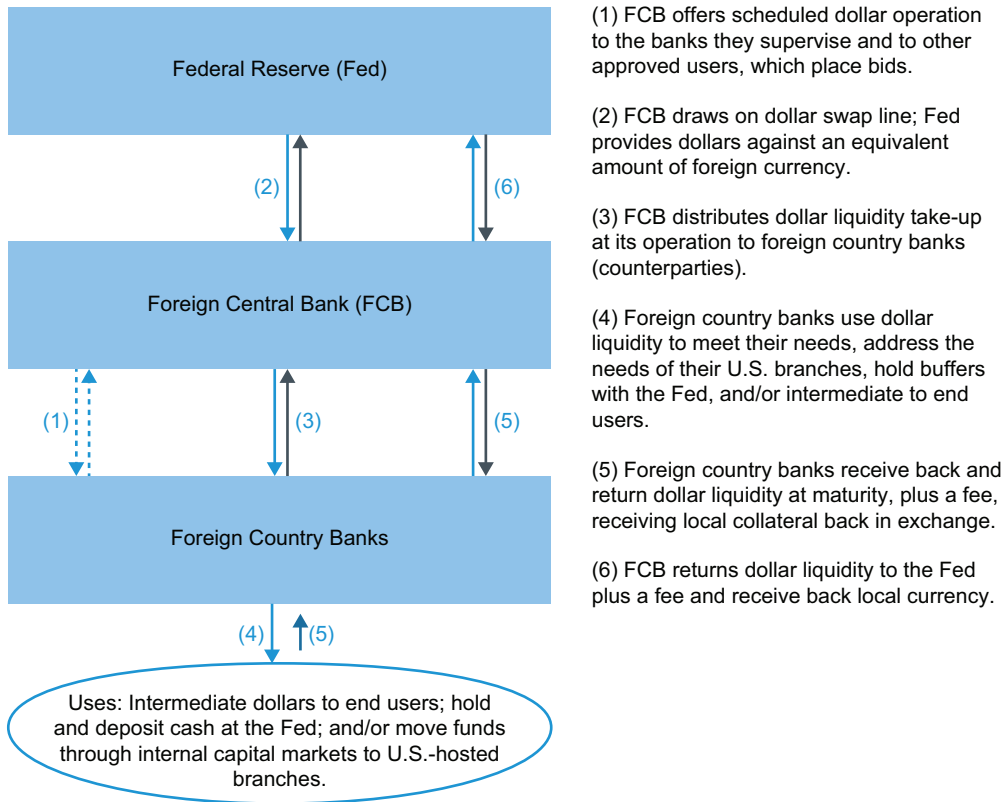 Federal Reserve (Fed)
(2)
(6)
Foreign Central Bank (FCB)
(1)
(3)
(5)
Foreign Country Banks
(4)
(5)
Uses: Intermediate dollars to end users; hold
and deposit cash at the Fed; and/or move funds
through internal capital markets to U.S.-hosted
branches.
(1) FCB offers scheduled dollar operation
to the banks they supervise and to other
approved users, which place bids.
(2) FCB draws on dollar swap line; Fed
provides dollars against an equivalent
amount of foreign currency.
(3) FCB distributes dollar liquidity take-up
at its operation to foreign country banks
(counterparties).
(4) Foreign country banks use dollar
liquidity to meet their needs, address the
needs of their U.S. branches, hold buffers
with the Fed, and/or intermediate to end
users.
(5) Foreign country banks receive back and
return dollar liquidity at maturity, plus a fee,
receiving local collateral back in exchange.
(6) FCB returns dollar liquidity to the Fed
plus a fee and receive back local currency.